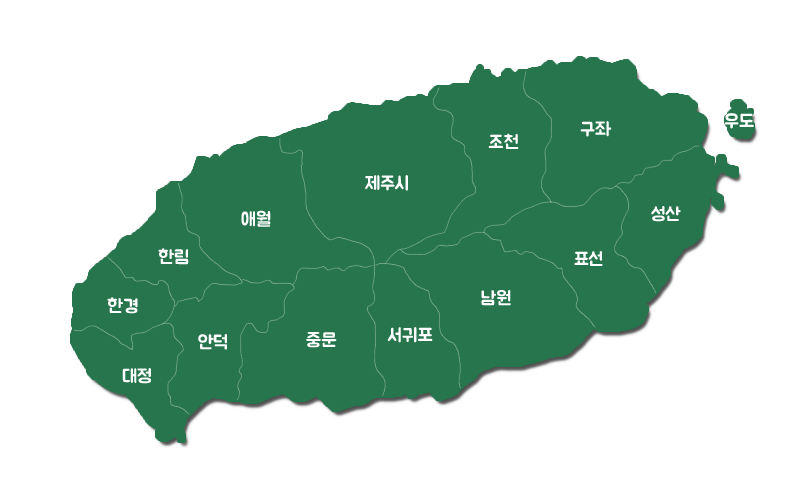 우도
구좌
조천
제주시
성산
애월
한림
표선
남원
한경
서귀포
중문
안덕
대정